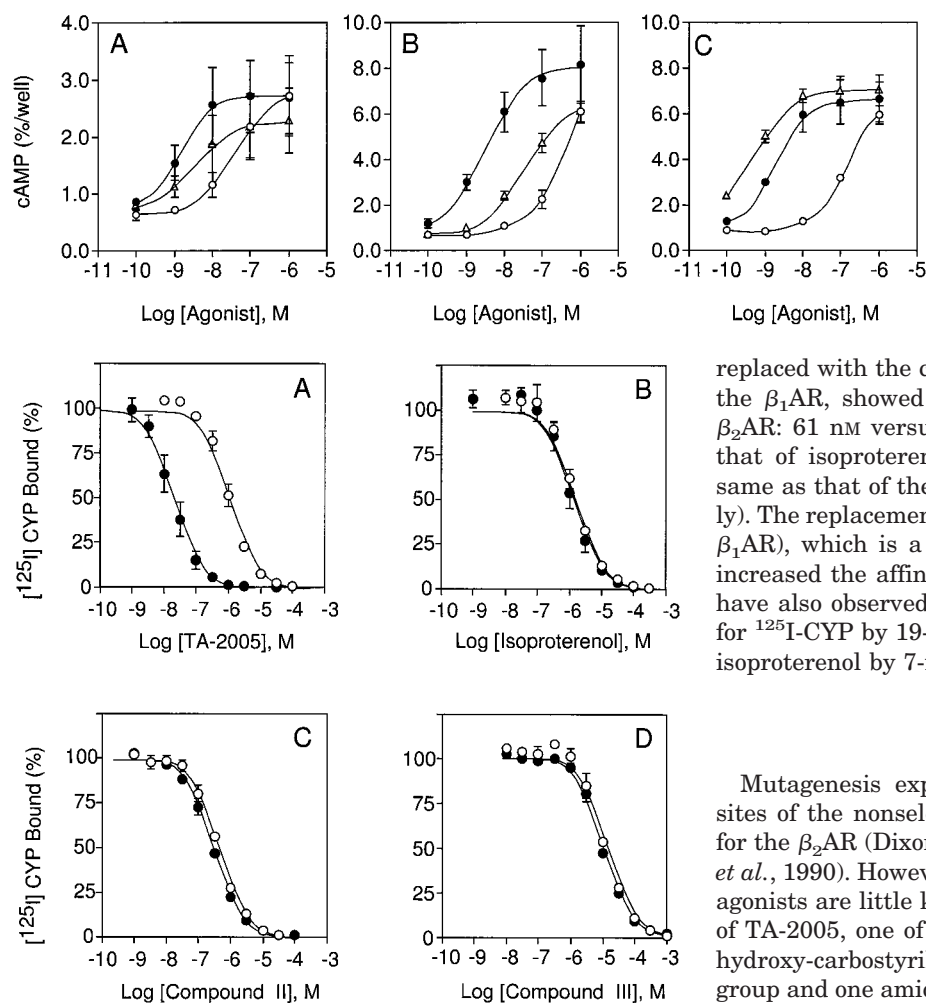 A
B
C
cAMP (%/well)
4.0
3.0
2.0
1.0
0.0
10.0
8.0
6.0
4.0
2.0
0.0
10.0
8.0
6.0
4.0
2.0
0.0
-11 -10 -9 -8 -7 -6 -5
-11 -10 -9 -8 -7 -6 -5
-11 -10 -9 -8 -7 -6 -5
Log [Agonist], M
Log [Agonist], M
Log [Agonist], M
A
B
[¹²⁵I] CYP Bound (%)
100
75
50
25
0
100
75
50
25
0
-10 -9 -8 -7 -6 -5 -4 -3
-10 -9 -8 -7 -6 -5 -4 -3
Log [TA-2005], M
Log [Isoproterenol], M
C
D
[¹²⁵I] CYP Bound (%)
100
75
50
25
0
100
75
50
25
0
-10 -9 -8 -7 -6 -5 -4 -3 -2
-10 -9 -8 -7 -6 -5 -4 -3
Log [Compound II], M
Log [Compound III], M
replaced with the
the β₁AR, showed
β₂AR: 61 nM versu
that of isoproteren
same as that of the
ly). The replacemen
β₁AR), which is a
increased the affin
have also observed
for ¹²⁵I-CYP by 19-
isoproterenol by 7-
Mutagenesis exp
sites of the nonsel
for the β₂AR (Dixo
et al., 1990). Howev
agonists are little k
of TA-2005, one of
hydroxy-carbostyri
group and one amid